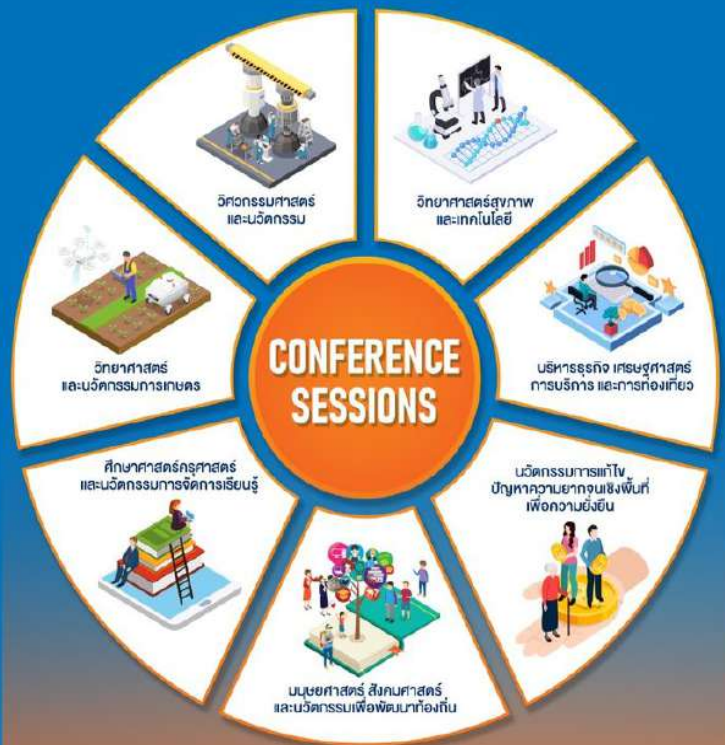 วิศวกรรมศาสตร์
และนวัตกรรม
วิทยาศาสตร์สุขภาพ
และเทคโนโลยี
วิทยาศาสตร์
และนวัตกรรมการเกษตร
CONFERENCE
SESSIONS
บริหารธุรกิจ เศรษฐศาสตร์
การบริการ และการท่องเที่ยว
ศึกษาศาสตร์ครุศาสตร์
และนวัตกรรมการจัดการเรียนรู้
นวัตกรรมการแก้ไข
ปัญหาความยากจนเชิงพื้นที่
เพื่อความยั่งยืน
มนุษยศาสตร์ สังคมศาสตร์
และนวัตกรรมเพื่อพัฒนาท้องถิ่น